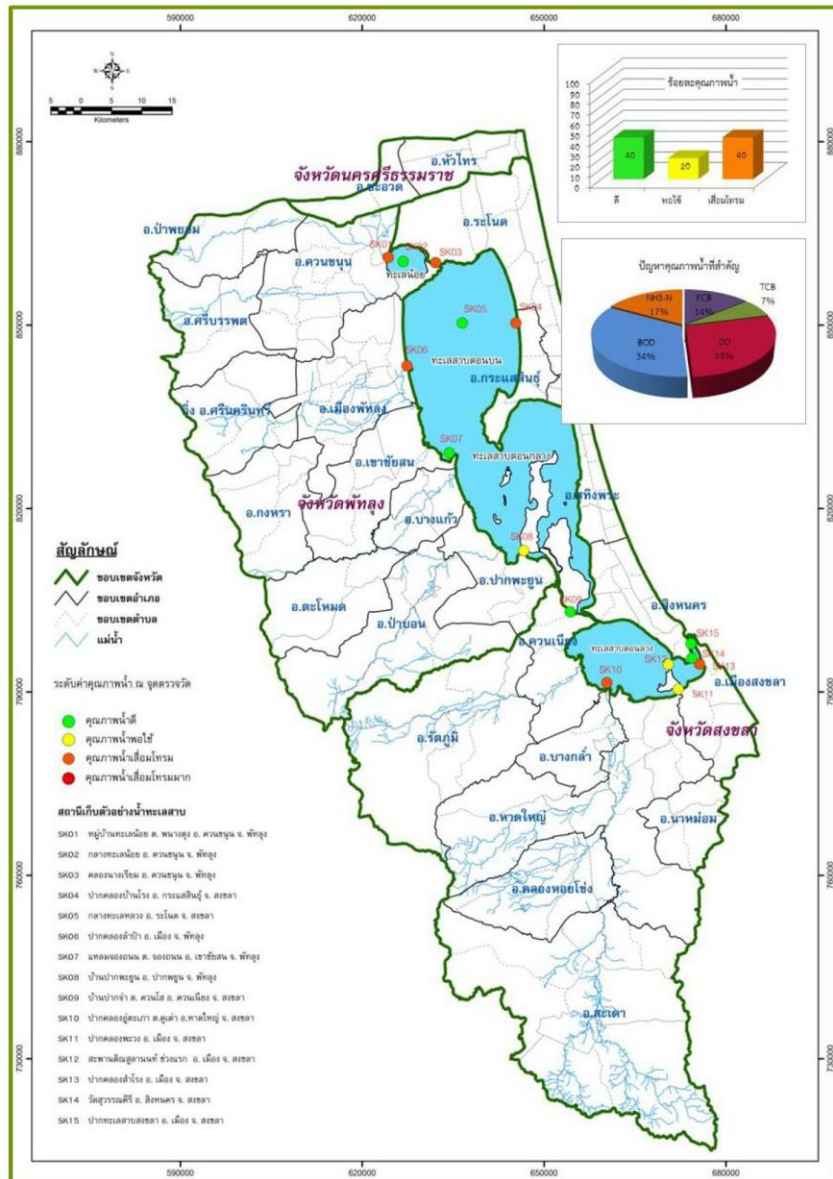 590000 620000 650000 680000
N
5 0 5 10 15
Kilometers
ร้อยละคุณภาพน้ำ
100
90
80
70
60
50
40
30
20
10
0
40 20 40
ดี พอใช้ เสื่อมโทรม
ปัญหาคุณภาพน้ำที่สำคัญ
NH3-N
17%
FCB
14%
TCB
7%
BOD
34%
DO
28%
880000
850000
820000
790000
760000
730000
อ.หัวไทร
จังหวัดนครศรีธรรมราช
อ.ชะอวด
อ.ป่าพยอม
อ.ระโนด
อ.ควนขนุน
SK01
SK02
SK03
ทะเลน้อย
อ.ศรีบรรพต
SK05
SK04
ทะเลสาบตอนบน
SK06
อ.กระแสสินธุ์
กิ่ง อ.ศรีนครินทร์
อ.เมืองพัทลุง
SK07
อ.เขาชัยสน
ทะเลสาบตอนกลาง
จังหวัดพัทลุง
อ.กงหรา
อ.บางแก้ว
อ.สทิงพระ
SK08
อ.ปากพะยูน
อ.ตะโหมด
อ.ป่าบอน
SK09
อ.สิงหนคร
อ.ควนเนียง
ทะเลสาบตอนล่าง
SK15
SK14
SK12
SK13
SK10
SK11
อ.เมืองสงขลา
จังหวัดสงขลา
อ.รัตภูมิ
อ.บางกล่ำ
อ.หาดใหญ่
อ.นาหม่อม
อ.คลองหอยโข่ง
อ.สะเดา
สัญลักษณ์
ขอบเขตจังหวัด
ขอบเขตอำเภอ
ขอบเขตตำบล
แม่น้ำ
ระดับค่าคุณภาพน้ำ ณ จุดตรวจวัด
คุณภาพน้ำดี
คุณภาพน้ำพอใช้
คุณภาพน้ำเสื่อมโทรม
คุณภาพน้ำเสื่อมโทรมมาก
สถานีเก็บตัวอย่างน้ำทะเลสาบ
SK01 หมู่บ้านทะเลน้อย ต. พนางตุง อ. ควนขนุน จ. พัทลุง
SK02 กลางทะเลน้อย อ. ควนขนุน จ. พัทลุง
SK03 คลองนางเรียม อ. ควนขนุน จ. พัทลุง
SK04 ปากคลองบ้านโรง อ. กระแสสินธุ์ จ. สงขลา
SK05 กลางทะเลหลวง อ. ระโนด จ. สงขลา
SK06 ปากคลองลำปำ อ. เมือง จ. พัทลุง
SK07 แหลมจองถนน ต. จองถนน อ. เขาชัยสน จ. พัทลุง
SK08 บ้านปากพะยูน อ. ปากพยูน จ. พัทลุง
SK09 บ้านปากจ่า ต. ควนโส อ. ควนเนียง จ. สงขลา
SK10 ปากคลองอู่ตะเภา ต.คูเต่า อ.หาดใหญ่ จ. สงขลา
SK11 ปากคลองพะวง อ. เมือง จ. สงขลา
SK12 สะพานติณสูลานนท์ ช่วงแรก อ. เมือง จ. สงขลา
SK13 ปากคลองสำโรง อ. เมือง จ. สงขลา
SK14 วัดสุวรรณคีรี อ. สิงหนคร จ. สงขลา
SK15 ปากทะเลสาบสงขลา อ. เมือง จ. สงขลา
590000 620000 650000 680000